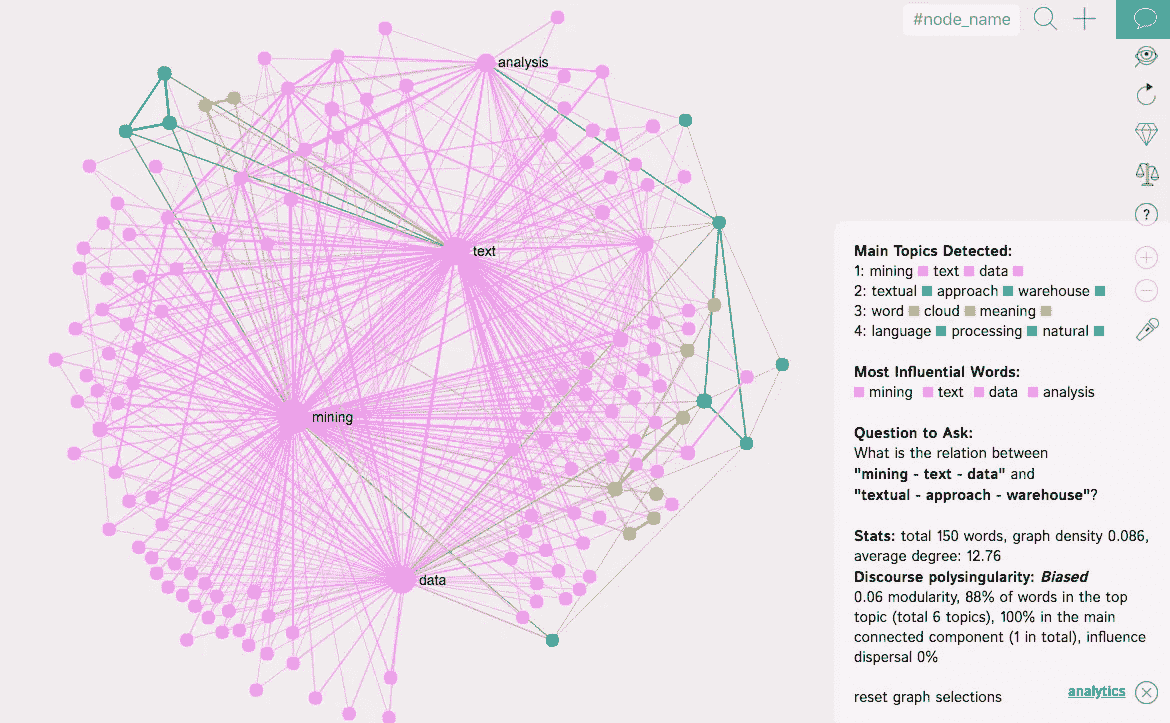 #node_name
analysis
text
mining
data
?
Main Topics Detected:
1: mining text data
2: textual approach warehouse
3: word cloud meaning
4: language processing natural
Most Influential Words:
mining text data analysis
Question to Ask:
What is the relation between
"mining - text - data" and
"textual - approach - warehouse"?
Stats: total 150 words, graph density 0.086,
average degree: 12.76
Discourse polysingularity: Biased
0.06 modularity, 88% of words in the top
topic (total 6 topics), 100% in the main
connected component (1 in total), influence
dispersal 0%
reset graph selections
analytics